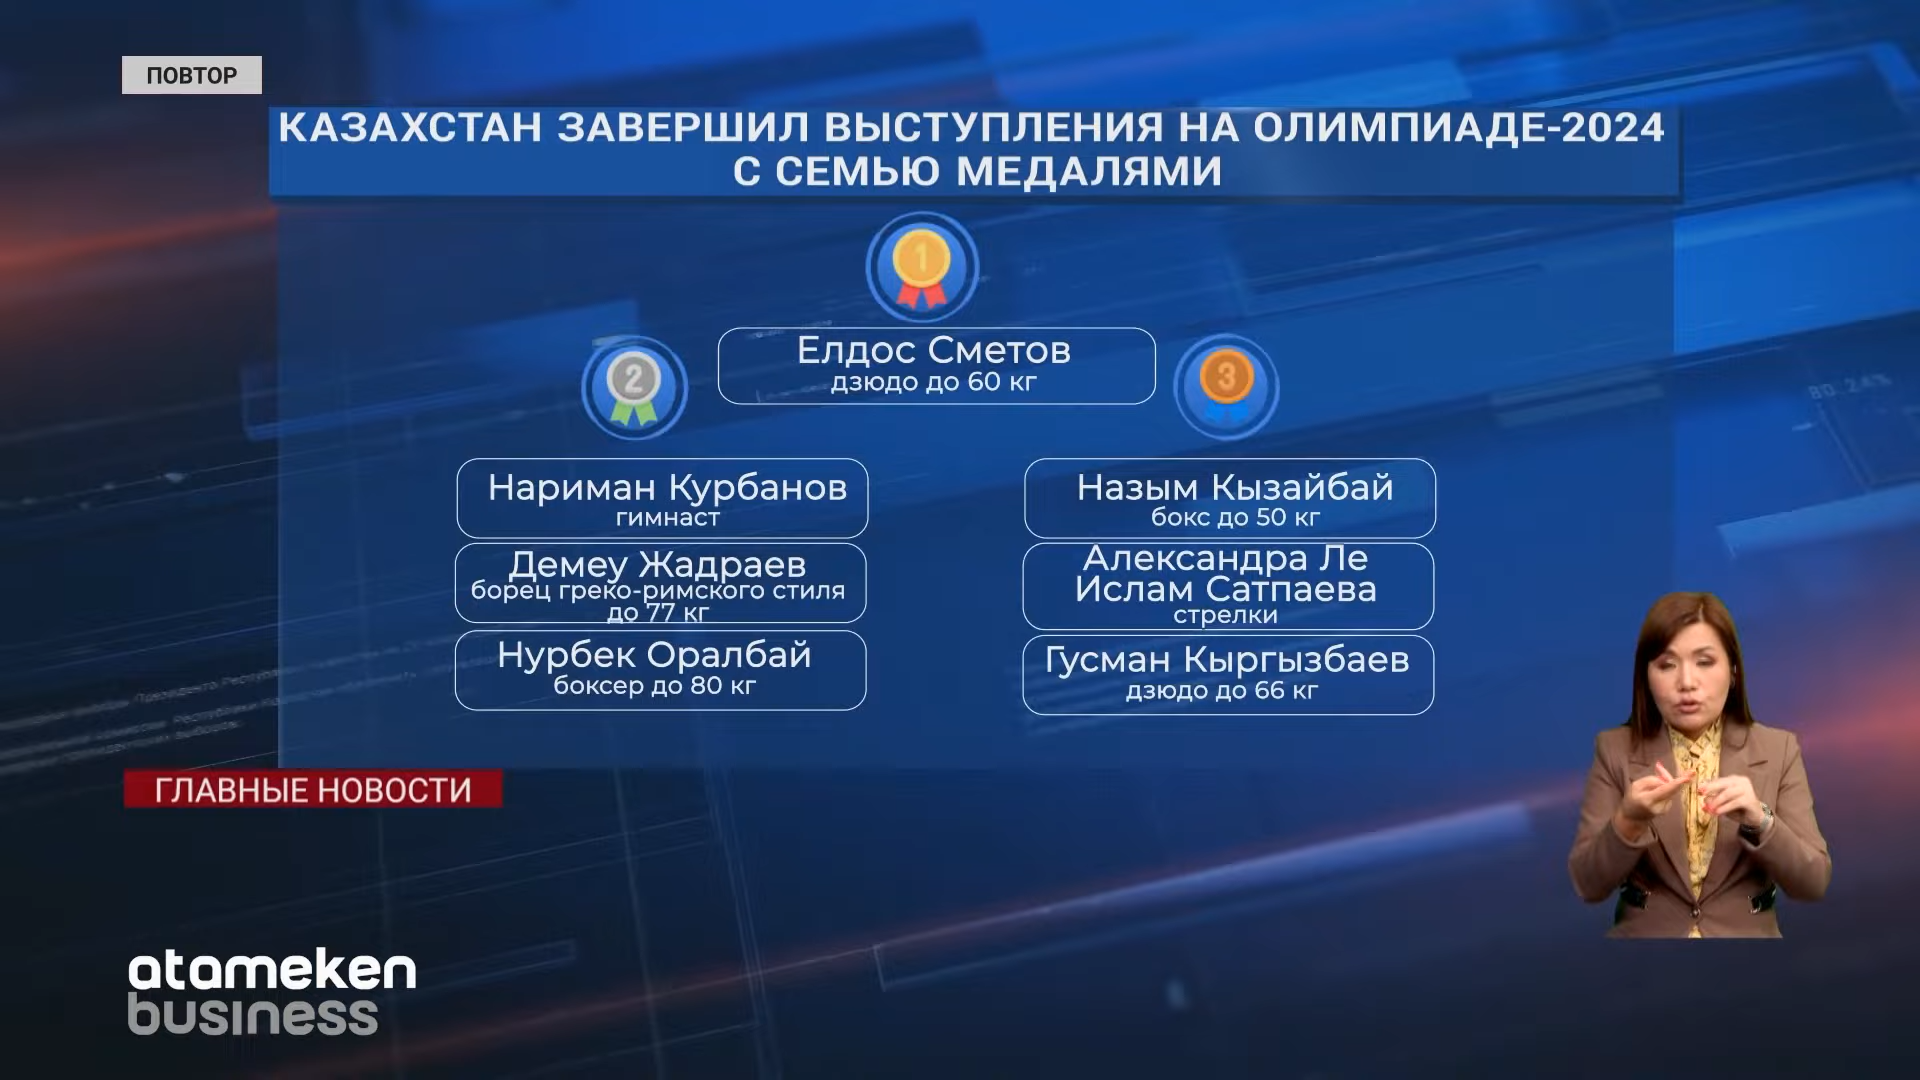 ПОВТОР
КАЗАХСТАН ЗАВЕРШИЛ ВЫСТУПЛЕНИЯ НА ОЛИМПИАДЕ-2024
С СЕМЬЮ МЕДАЛЯМИ
1
Елдос Сметов
дзюдо до 60 кг
2
3
Нариман Курбанов
гимнаст
Демеу Жадраев
борец греко-римского стиля
до 77 кг
Нурбек Оралбай
боксер до 80 кг
Назым Кызайбай
бокс до 50 кг
Александра Ле
Ислам Сатпаева
стрелки
Гусман Кыргызбаев
дзюдо до 66 кг
ГЛАВНЫЕ НОВОСТИ
atameken
business